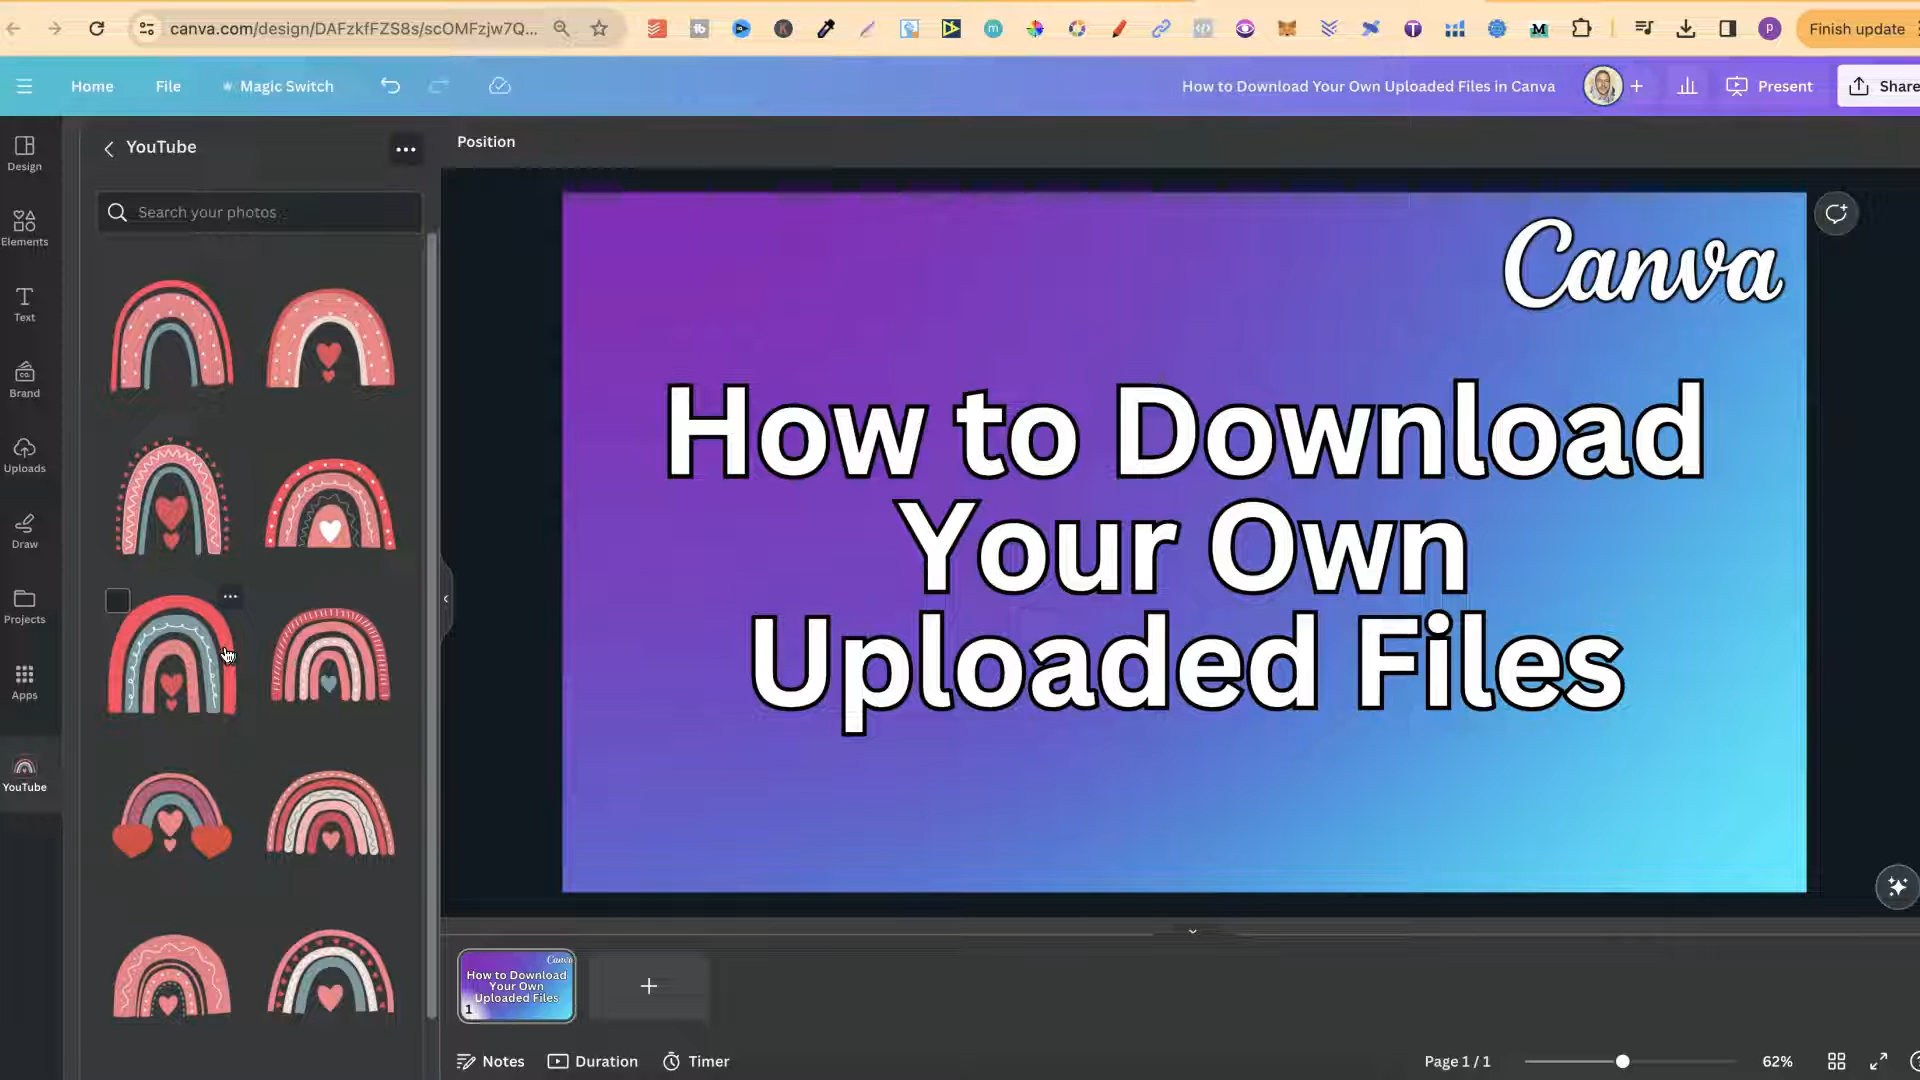 canva.com/design/DAFzkfFZS8s/scOMFzjw7Q...
Finish update
Home
File
Magic Switch
How to Download Your Own Uploaded Files in Canva
Present
Share
Design
Elements
Text
Brand
Uploads
Draw
Projects
Apps
YouTube
YouTube
Search your photos
Position
Canva
How to Download
Your Own
Uploaded Files
Canva
How to Download
Your Own
Uploaded Files
1
Notes
Duration
Timer
Page 1 / 1
62%